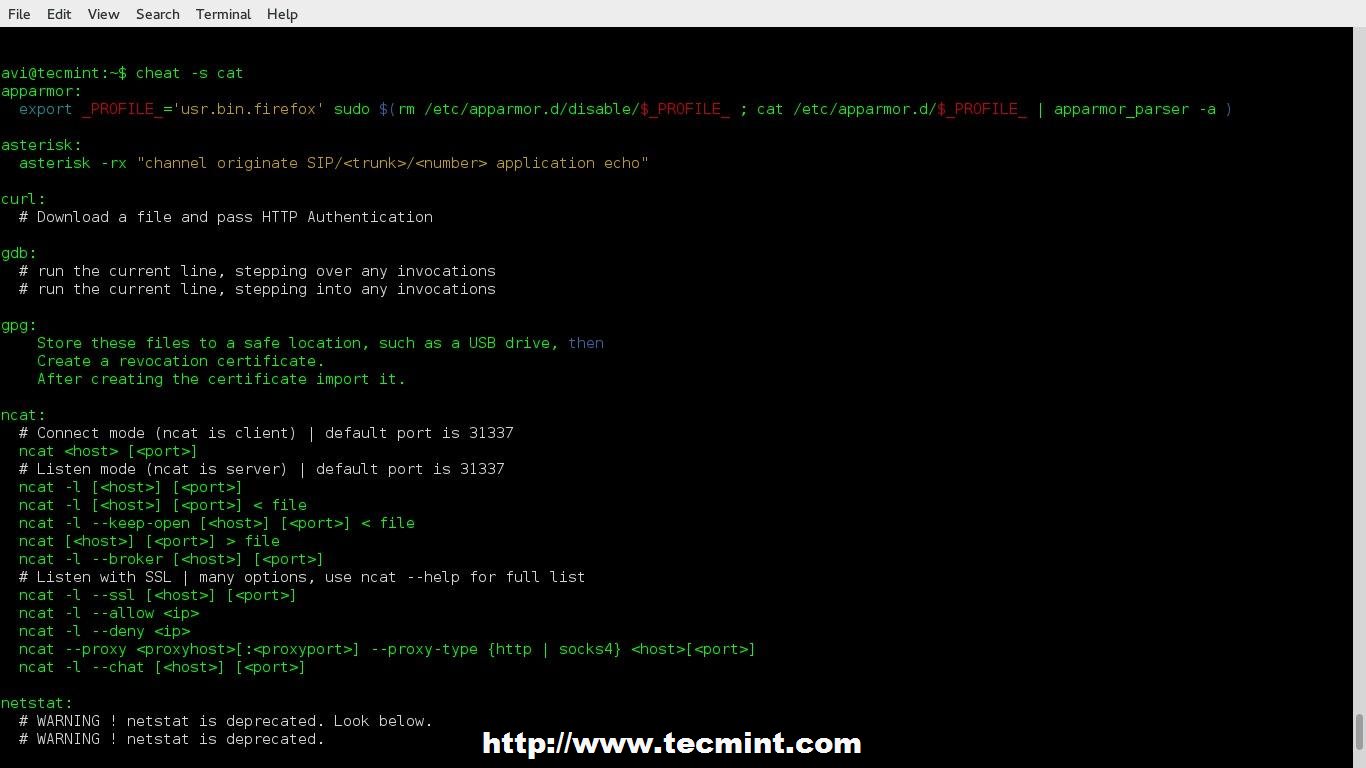 File Edit View Search Terminal Help
avi@tecmint:~$ cheat -s cat
apparmor:
  export _PROFILE_='usr.bin.firefox' sudo $(rm /etc/apparmor.d/disable/$_PROFILE_ ; cat /etc/apparmor.d/$_PROFILE_ | apparmor_parser -a )
asterisk:
  asterisk -rx "channel originate SIP/<trunk>/<number> application echo"
curl:
  # Download a file and pass HTTP Authentication
gdb:
  # run the current line, stepping over any invocations
  # run the current line, stepping into any invocations
gpg:
    Store these files to a safe location, such as a USB drive, then
    Create a revocation certificate.
    After creating the certificate import it.
ncat:
  # Connect mode (ncat is client) | default port is 31337
  ncat <host> [<port>]
  # Listen mode (ncat is server) | default port is 31337
  ncat -l [<host>] [<port>]
  ncat -l [<host>] [<port>] < file
  ncat -l --keep-open [<host>] [<port>] < file
  ncat [<host>] [<port>] > file
  ncat -l --broker [<host>] [<port>]
  # Listen with SSL | many options, use ncat --help for full list
  ncat -l --ssl [<host>] [<port>]
  ncat -l --allow <ip>
  ncat -l --deny <ip>
  ncat --proxy <proxyhost>[:<proxyport>] --proxy-type {http | socks4} <host>[<port>]
  ncat -l --chat [<host>] [<port>]
netstat:
  # WARNING ! netstat is deprecated. Look below.
  # WARNING ! netstat is deprecated.
http://www.tecmint.com